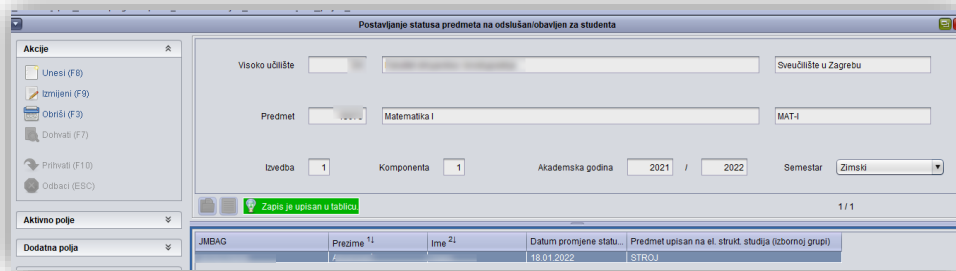 Postavljanje statusa predmeta na odslušan/obavljen za studenta
Akcije
Unesi (F8)
Izmijeni (F9)
Obriši (F3)
Dohvati (F7)
Prihvati (F10)
Odbaci (ESC)
Aktivno polje
Dodatna polja
Visoko učilište Sveučilište u Zagrebu
Predmet Matematika I MAT-I
Izvedba 1 Komponenta 1 Akademska godina 2021 / 2022 Semestar Zimski
Zapis je upisan u tablicu. 1 / 1
JMBAG Prezime 1↓ Ime 2↓ Datum promjene statu... Predmet upisan na el. strukt. studija (izbornoj grupi)
18.01.2022 STROJ